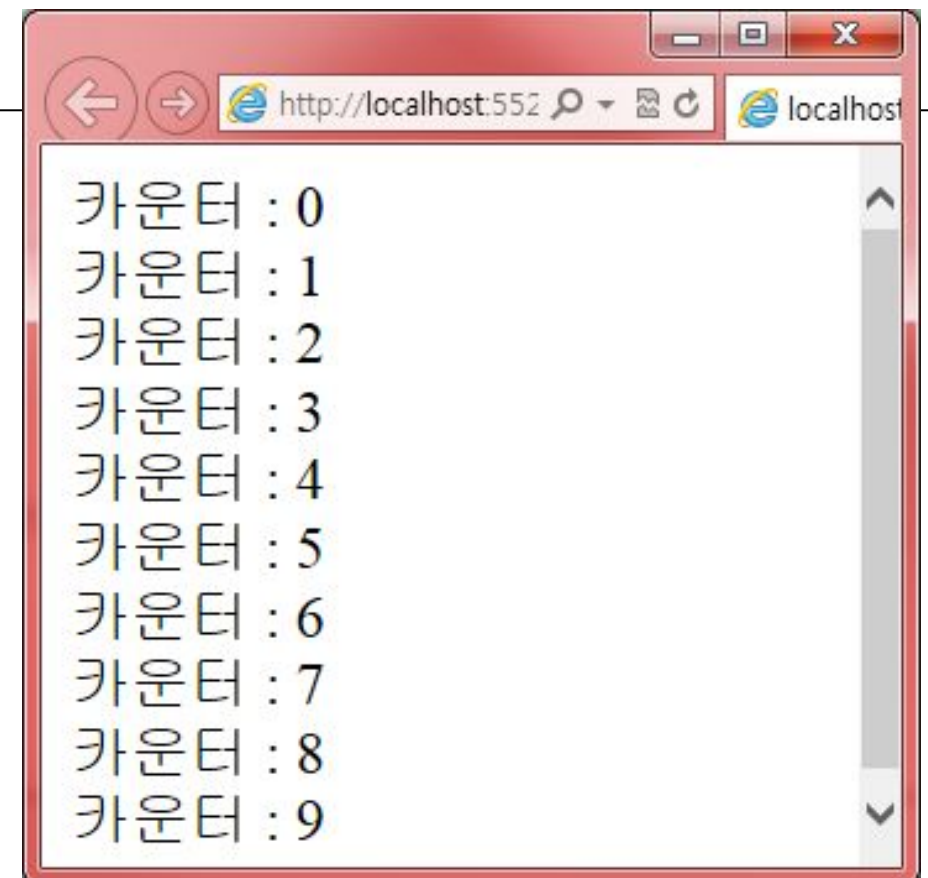 http://localhost:552
localhost
카운터 : 0
카운터 : 1
카운터 : 2
카운터 : 3
카운터 : 4
카운터 : 5
카운터 : 6
카운터 : 7
카운터 : 8
카운터 : 9